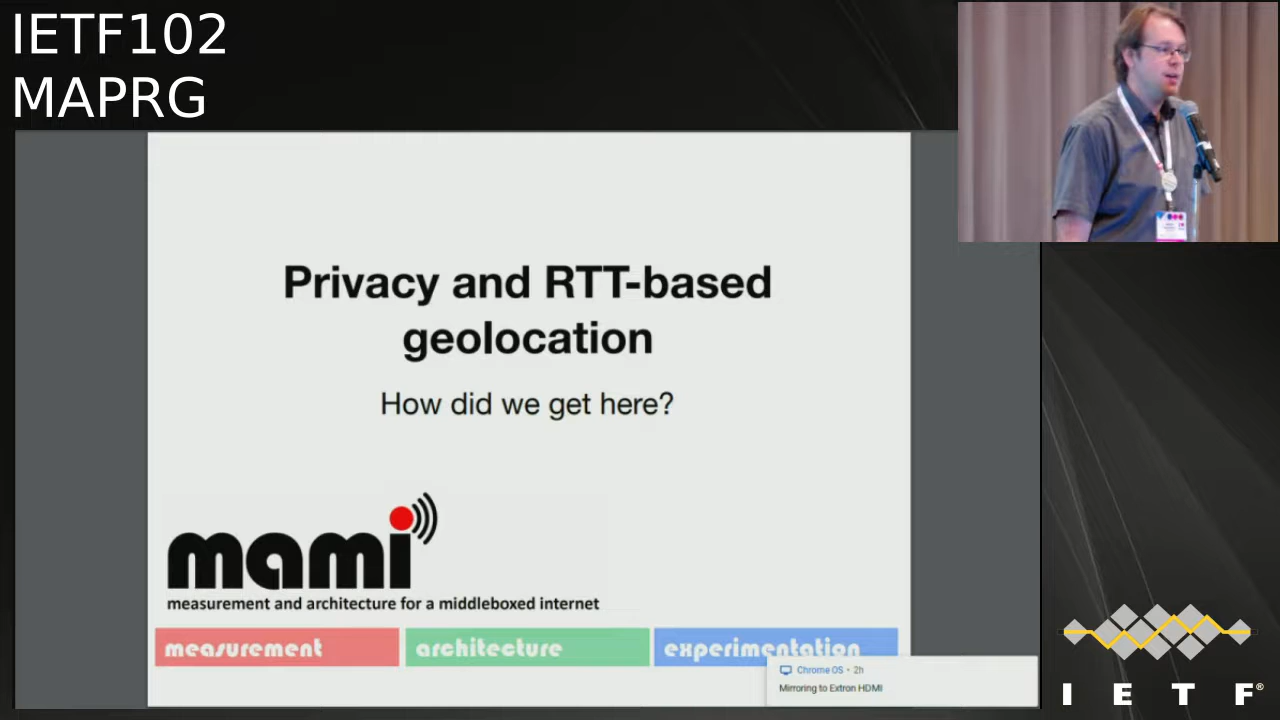 IETF102
MAPRG
Privacy and RTT-based
geolocation
How did we get here?
mami
measurement and architecture for a middleboxed internet
measurement
architecture
experimentation
Chrome OS • 2h
Mirroring to Extron HDMI
I E T F®